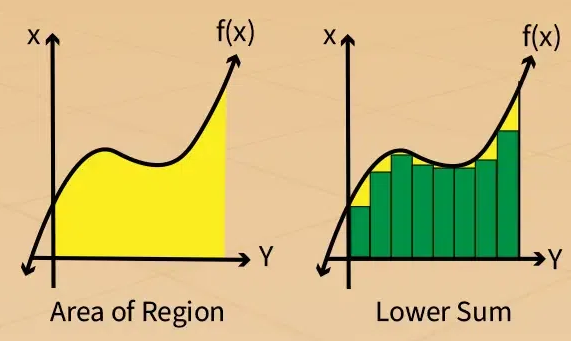 x
f(x)
Y
Area of Region
x
f(x)
Y
Lower Sum